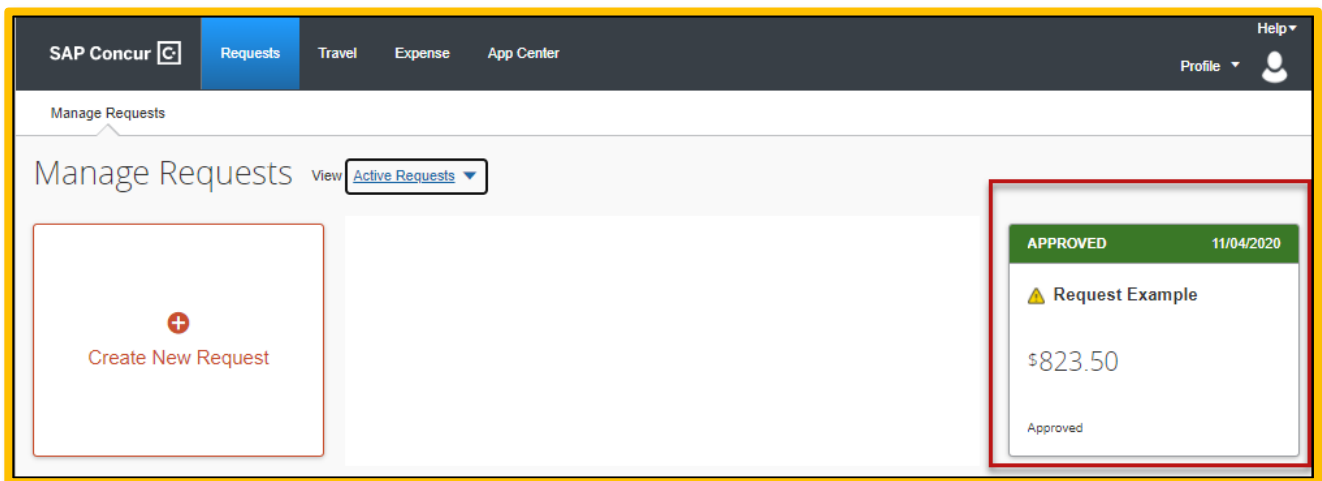 Help
SAP Concur C Requests Travel Expense App Center
Profile
Manage Requests
Manage Requests View Active Requests
APPROVED 11/04/2020
Request Example
Create New Request
$823.50
Approved